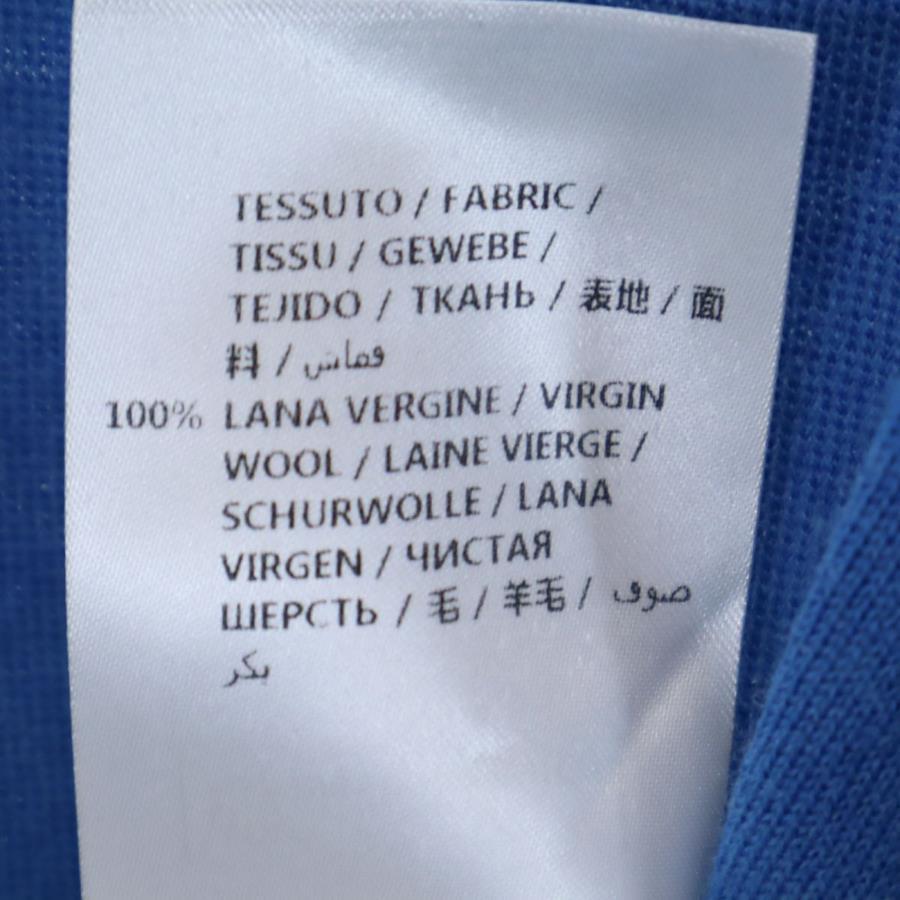 TESSUTO / FABRIC /
TISSU / GEWEBE /
TEJIDO / ТКАНЬ / 表地 / 面
料 / قماش
100% LANA VERGINE / VIRGIN
WOOL / LAINE VIERGE /
SCHURWOLLE / LANA
VIRGEN / ЧИСТАЯ
ШЕРСТЬ / 毛 / 羊毛 / صوف
بكر